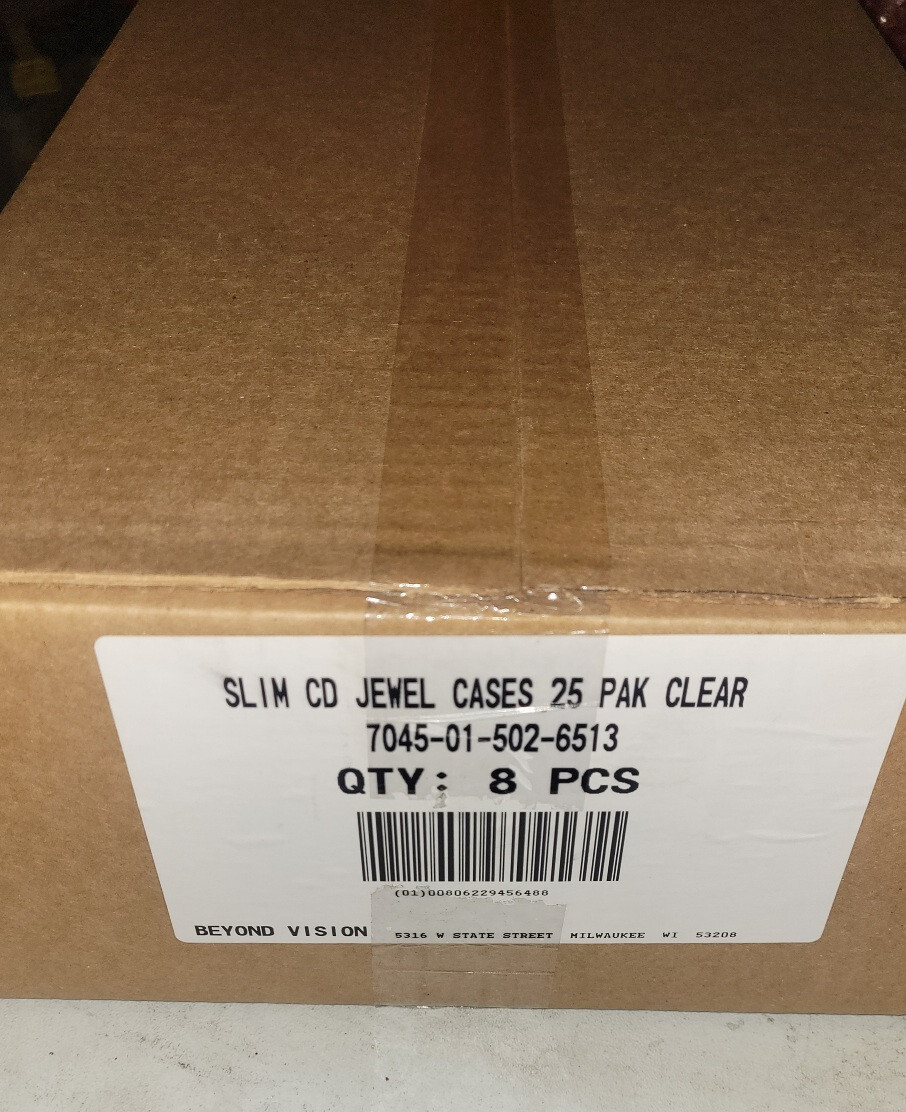 SLIM CD JEWEL CASES 25 PAK CLEAR
7045-01-502-6513
QTY: 8 PCS
(01)00806229456488
BEYOND VISION 5316 W STATE STREET MILWAUKEE WI 53208